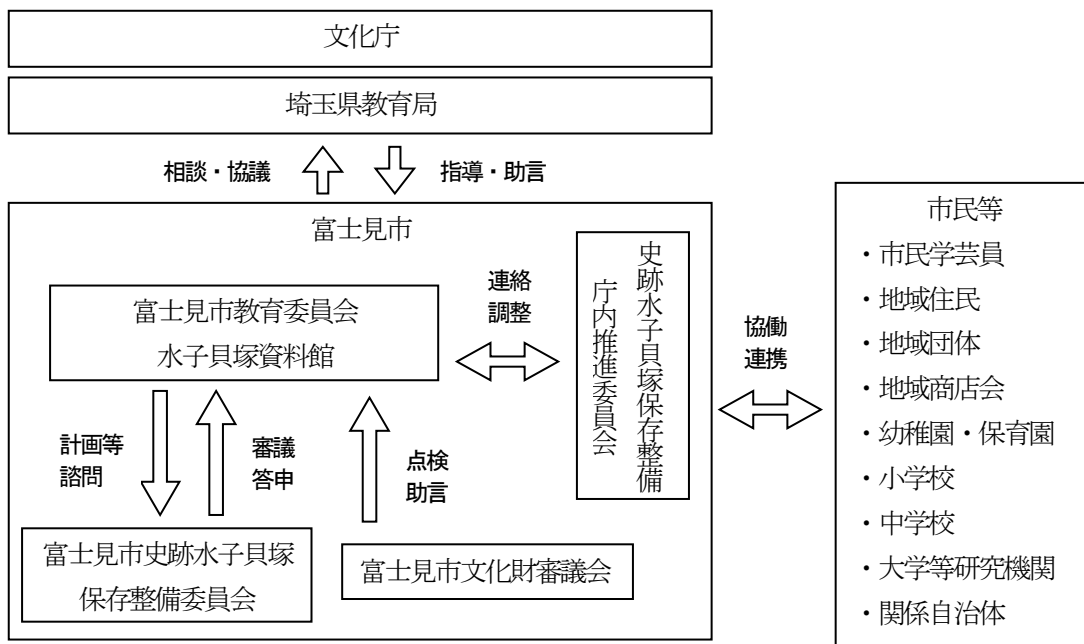 文化庁
埼玉県教育局
相談・協議
指導・助言
富士見市
富士見市教育委員会
水子貝塚資料館
連絡
調整
史跡水子貝塚保存整備
庁内推進委員会
計画等
諮問
審議
答申
点検
助言
富士見市史跡水子貝塚
保存整備委員会
富士見市文化財審議会
協働
連携
市民等
・市民学芸員
・地域住民
・地域団体
・地域商店会
・幼稚園・保育園
・小学校
・中学校
・大学等研究機関
・関係自治体